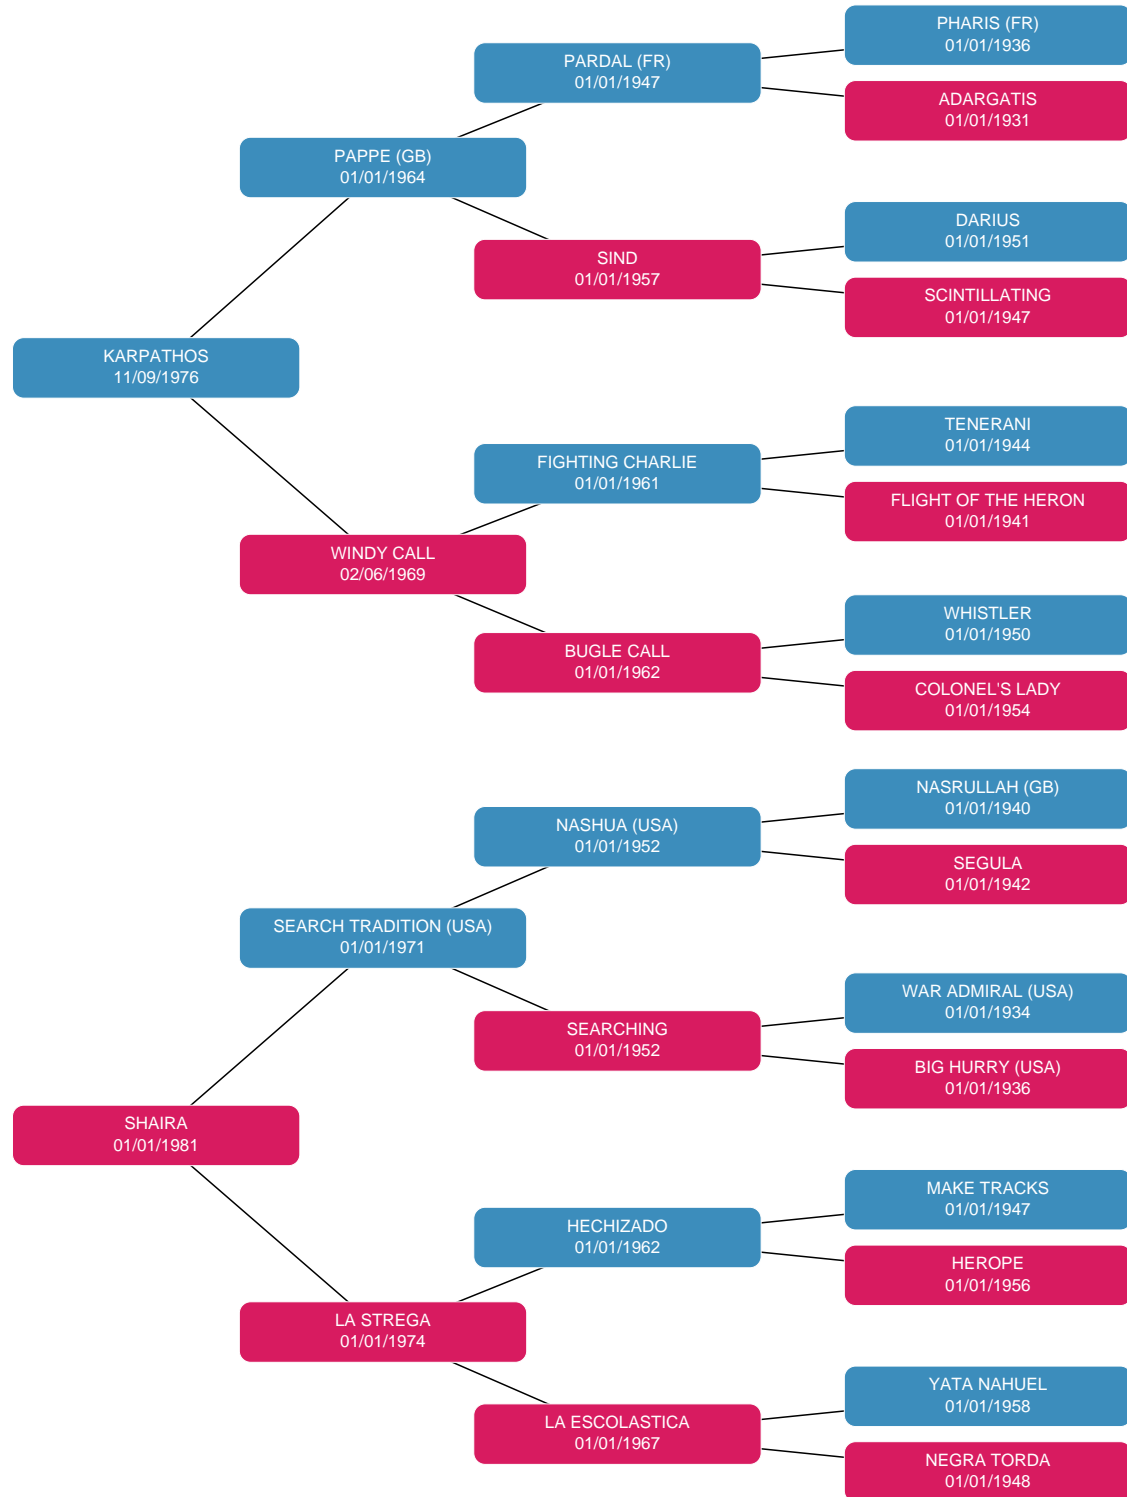 PHARIS (FR)
01/01/1936
PARDAL (FR)
01/01/1947
ADARGATIS
01/01/1931
PAPPE (GB)
01/01/1964
DARIUS
01/01/1951
SIND
01/01/1957
SCINTILLATING
01/01/1947
KARPATHOS
11/09/1976
TENERANI
01/01/1944
FIGHTING CHARLIE
01/01/1961
FLIGHT OF THE HERON
01/01/1941
WINDY CALL
02/06/1969
WHISTLER
01/01/1950
BUGLE CALL
01/01/1962
COLONEL'S LADY
01/01/1954
NASRULLAH (GB)
01/01/1940
NASHUA (USA)
01/01/1952
SEGULA
01/01/1942
SEARCH TRADITION (USA)
01/01/1971
WAR ADMIRAL (USA)
01/01/1934
SEARCHING
01/01/1952
BIG HURRY (USA)
01/01/1936
SHAIRA
01/01/1981
MAKE TRACKS
01/01/1947
HECHIZADO
01/01/1962
HEROPE
01/01/1956
LA STREGA
01/01/1974
YATA NAHUEL
01/01/1958
LA ESCOLASTICA
01/01/1967
NEGRA TORDA
01/01/1948